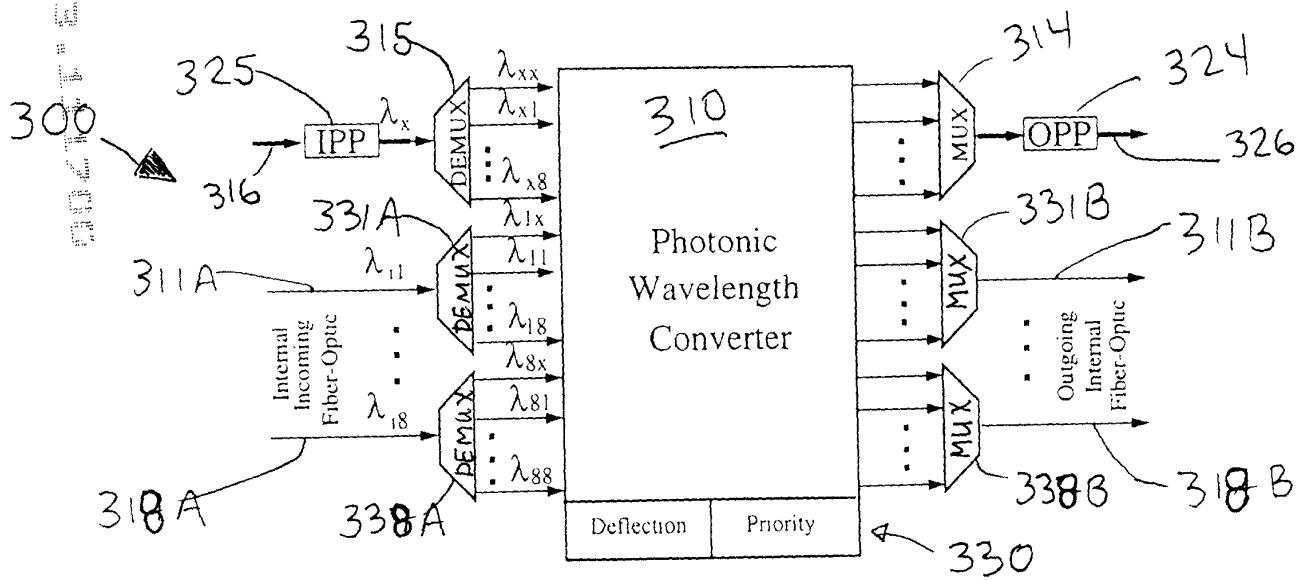 315
314
325
324
300
IPP
λx
DEMUX
λxx
λx1
λx8
310
MUX
OPP
326
316
331A
λ1x
λ11
λ18
DEMUX
331B
MUX
311B
311A
λ11
Photonic
Wavelength
Converter
Internal
Incoming
Fiber-Optic
λ18
λ8x
λ81
λ88
DEMUX
MUX
Outgoing
Internal
Fiber-Optic
318A
338A
Deflection
Priority
338B
318B
330